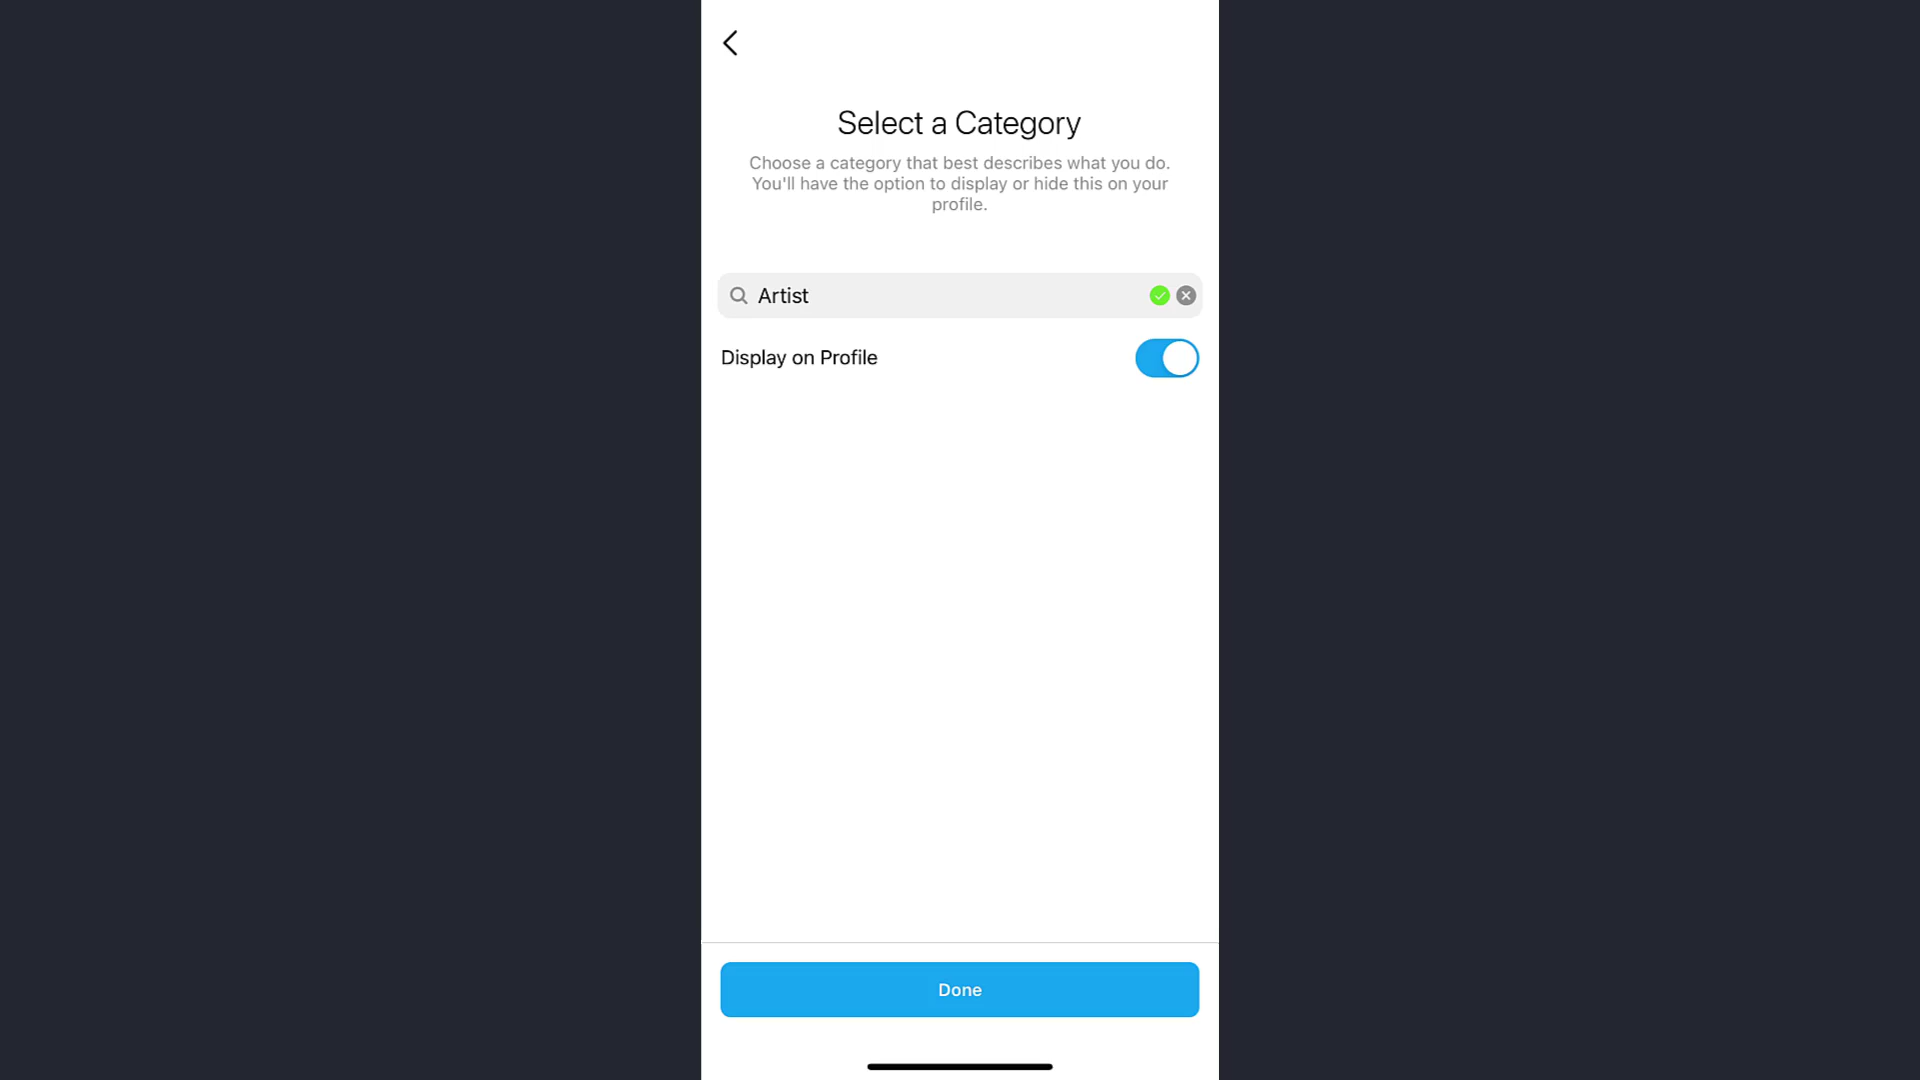 Select a Category
Choose a category that best describes what you do.
You'll have the option to display or hide this on your
profile.
Artist
Display on Profile
Done